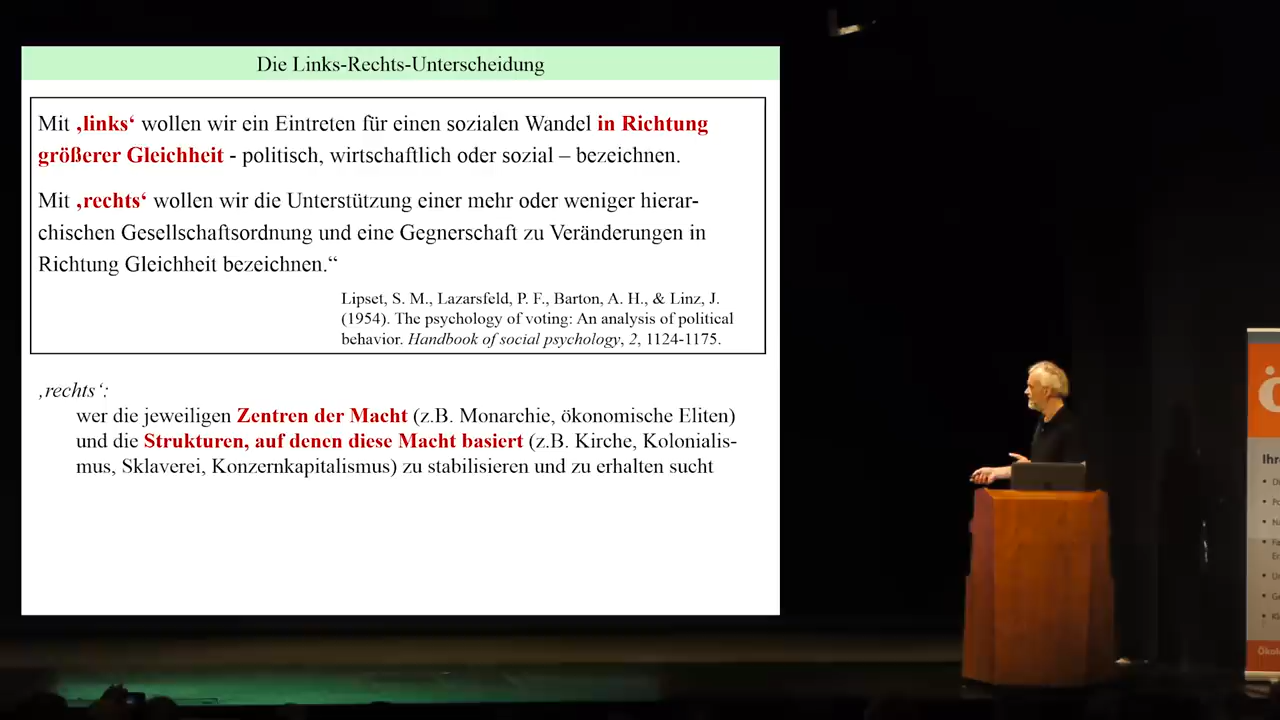 Die Links-Rechts-Unterscheidung
Mit ‚links‘ wollen wir ein Eintreten für einen sozialen Wandel in Richtung
größerer Gleichheit - politisch, wirtschaftlich oder sozial – bezeichnen.
Mit ‚rechts‘ wollen wir die Unterstützung einer mehr oder weniger hierar-
chischen Gesellschaftsordnung und eine Gegnerschaft zu Veränderungen in
Richtung Gleichheit bezeichnen.“
Lipset, S. M., Lazarsfeld, P. F., Barton, A. H., & Linz, J.
(1954). The psychology of voting: An analysis of political
behavior. Handbook of social psychology, 2, 1124-1175.
‚rechts‘:
wer die jeweiligen Zentren der Macht (z.B. Monarchie, ökonomische Eliten)
und die Strukturen, auf denen diese Macht basiert (z.B. Kirche, Kolonialis-
mus, Sklaverei, Konzernkapitalismus) zu stabilisieren und zu erhalten sucht
ö
Ihre